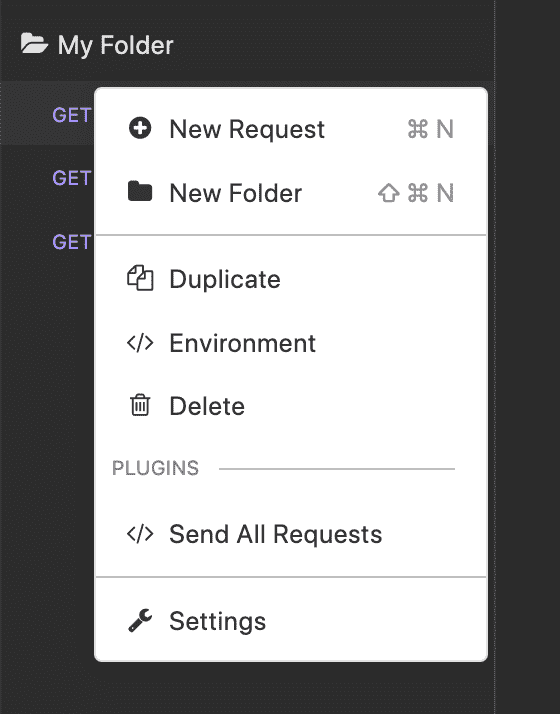 My Folder
GET
New Request ⌘ N
GET
New Folder ⇧ ⌘ N
GET
Duplicate
Environment
Delete
PLUGINS
Send All Requests
Settings